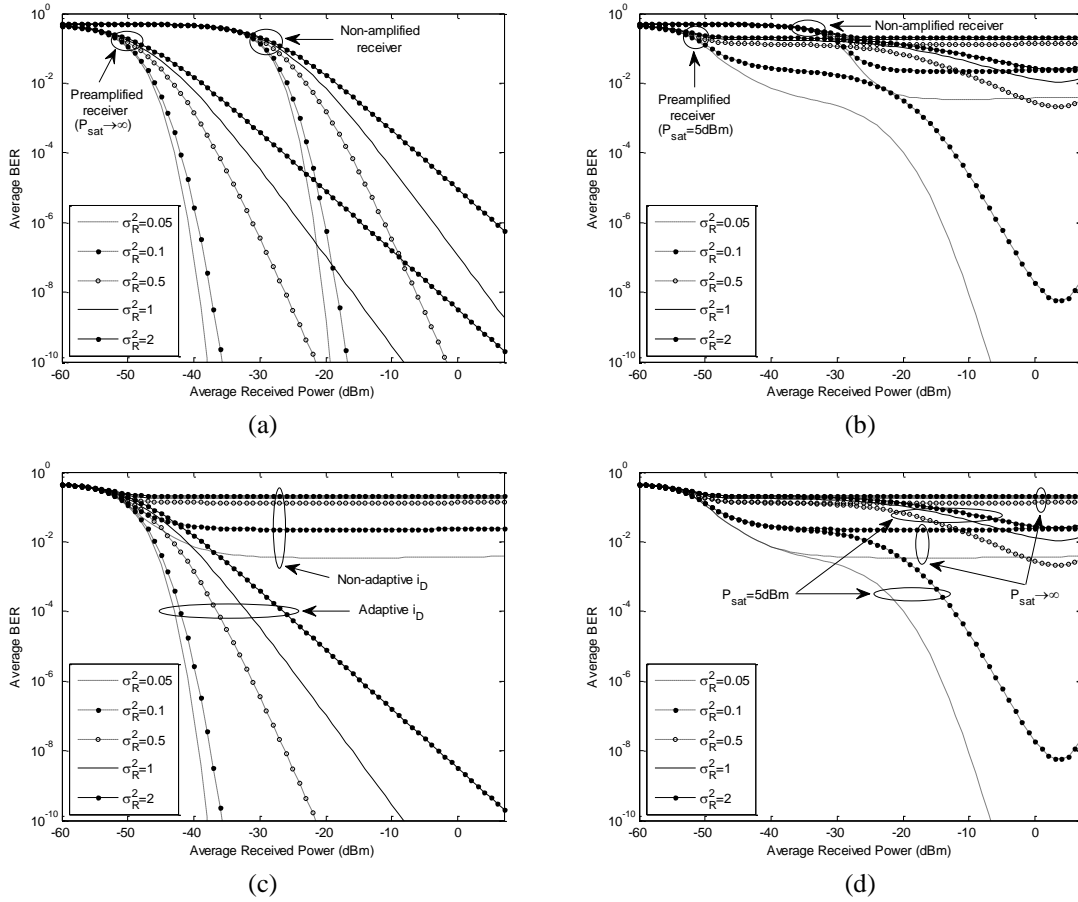 10^0
10^-2
10^-4
10^-6
10^-8
10^-10
Average BER
Non-amplified
receiver
Preamplified
receiver
(P_sat→∞)
σ_R^2=0.05
σ_R^2=0.1
σ_R^2=0.5
σ_R^2=1
σ_R^2=2
-60 -50 -40 -30 -20 -10 0
Average Received Power (dBm)
(a)
10^0
10^-2
10^-4
10^-6
10^-8
10^-10
Average BER
Non-amplified
receiver
Preamplified
receiver
(P_sat=5dBm)
σ_R^2=0.05
σ_R^2=0.1
σ_R^2=0.5
σ_R^2=1
σ_R^2=2
-60 -50 -40 -30 -20 -10 0
Average Received Power (dBm)
(b)
10^0
10^-2
10^-4
10^-6
10^-8
10^-10
Average BER
Non-adaptive i_D
Adaptive i_D
σ_R^2=0.05
σ_R^2=0.1
σ_R^2=0.5
σ_R^2=1
σ_R^2=2
-60 -50 -40 -30 -20 -10 0
Average Received Power (dBm)
(c)
10^0
10^-2
10^-4
10^-6
10^-8
10^-10
Average BER
P_sat=5dBm
P_sat→∞
σ_R^2=0.05
σ_R^2=0.1
σ_R^2=0.5
σ_R^2=1
σ_R^2=2
-60 -50 -40 -30 -20 -10 0
Average Received Power (dBm)
(d)